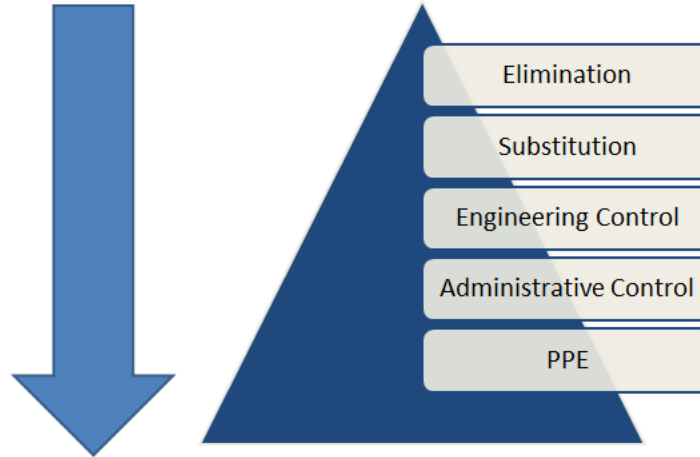 Elimination
Substitution
Engineering Control
Administrative Control
PPE